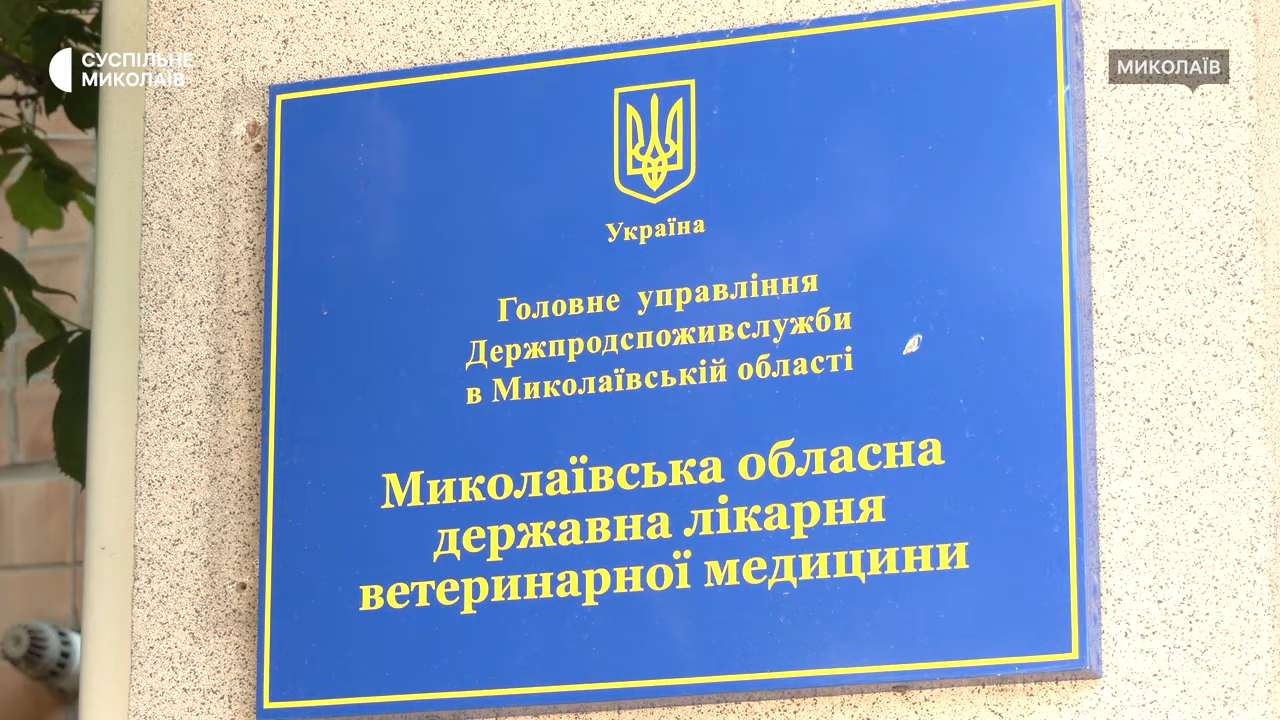 СУСПІЛЬНЕ
МИКОЛАЇВ
МИКОЛАЇВ
Україна
Головне управління
Держпродспоживслужби
в Миколаївській області
Миколаївська обласна
державна лікарня
ветеринарної медицини